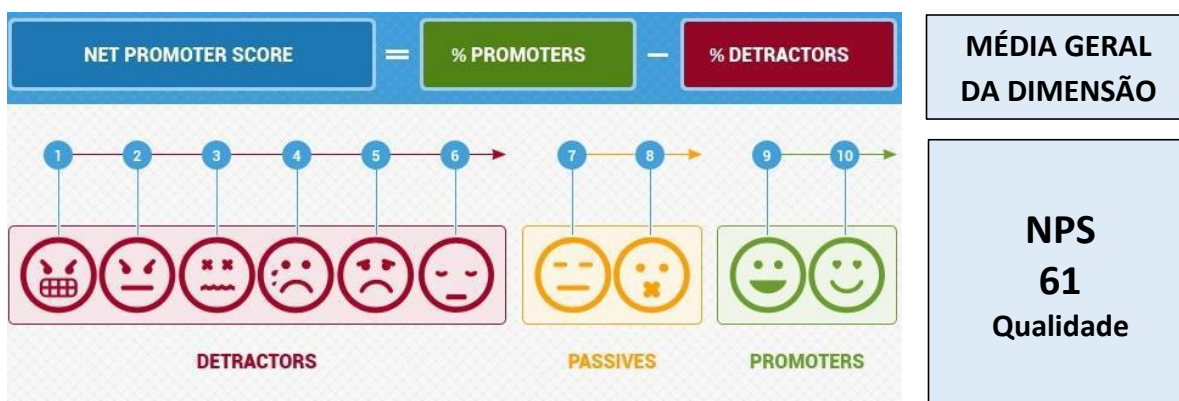 NET PROMOTER SCORE = % PROMOTERS − % DETRACTORS
1 2 3 4 5 6 7 8 9 10
DETRACTORS PASSIVES PROMOTERS
MÉDIA GERAL
DA DIMENSÃO
NPS
61
Qualidade